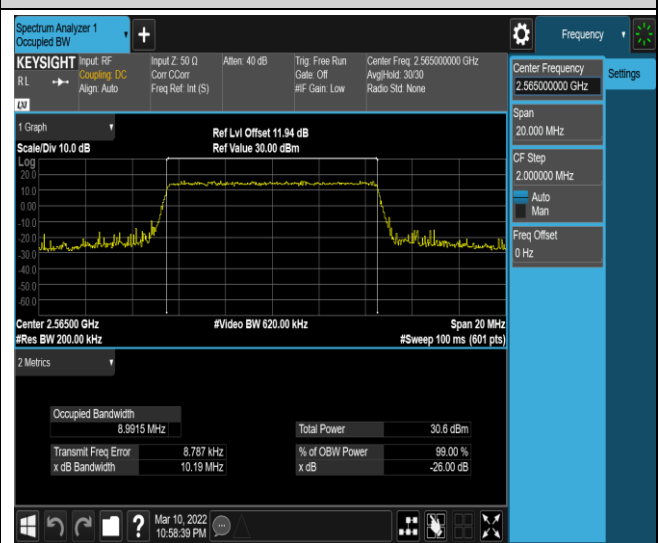 Spectrum Analyzer 1
Occupied BW
Frequency
KEYSIGHT
RL
Input: RF
Coupling: DC
Align: Auto
Input Z: 50 Ω
Corr CCorr
Freq Ref: Int (S)
Atten: 40 dB
Trig: Free Run
Gate: Off
#IF Gain: Low
Center Freq: 2.565000000 GHz
Avg|Hold: 30/30
Radio Std: None
LXI
Center Frequency
2.565000000 GHz
Settings
Span
20.000 MHz
CF Step
2.000000 MHz
Auto
Man
Freq Offset
0 Hz
1 Graph
Scale/Div 10.0 dB
Ref Lvl Offset 11.94 dB
Ref Value 30.00 dBm
Log
20.0
10.0
0.00
-10.0
-20.0
-30.0
-40.0
-50.0
-60.0
Center 2.56500 GHz
#Video BW 620.00 kHz
Span 20 MHz
#Res BW 200.00 kHz
#Sweep 100 ms (601 pts)
2 Metrics
Occupied Bandwidth
8.9915 MHz
Total Power 30.6 dBm
Transmit Freq Error 8.787 kHz
% of OBW Power 99.00 %
x dB Bandwidth 10.19 MHz
x dB -26.00 dB
?
Mar 10, 2022
10:58:39 PM